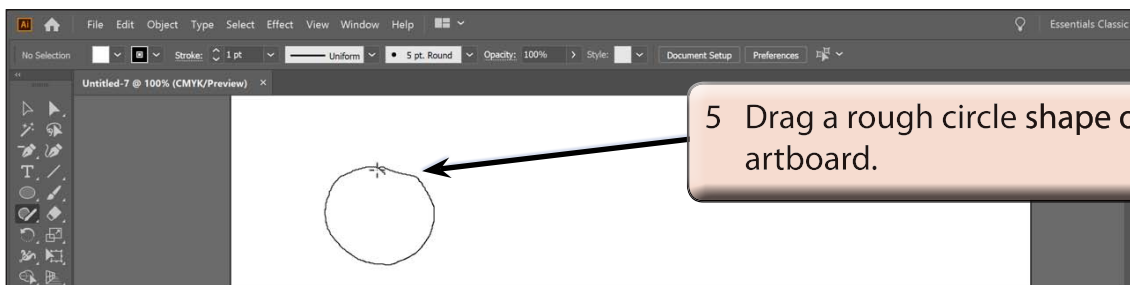 Ai File Edit Object Type Select Effect View Window Help Essentials Classic
No Selection Stroke: 1 pt Uniform 5 pt. Round Opacity: 100% Style: Document Setup Preferences
Untitled-7 @ 100% (CMYK/Preview) ×
5 Drag a rough circle shape
artboard.